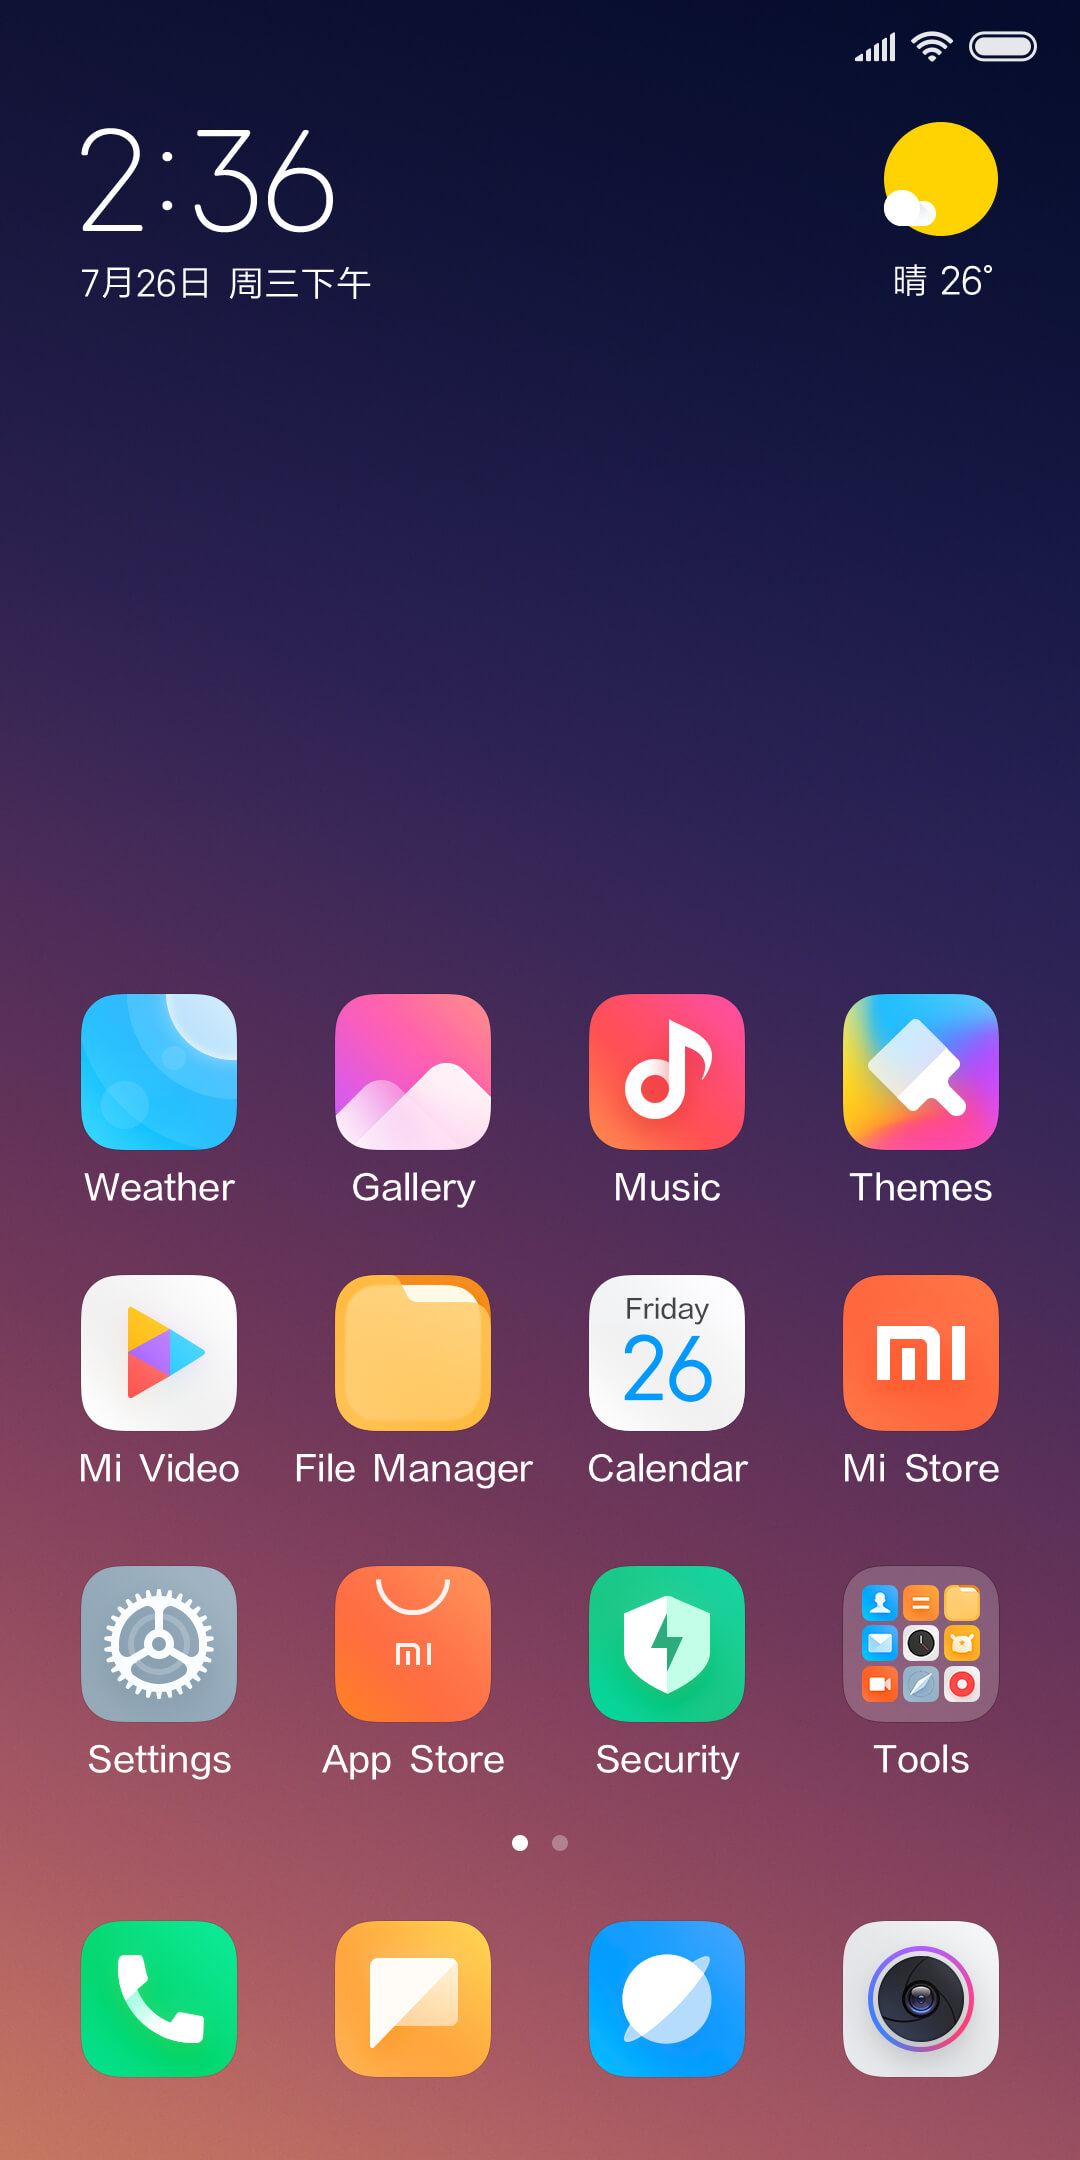 2:36
7月26日 周三下午
晴 26°
Weather
Gallery
Music
Themes
Friday
26
mi
Mi Video
File Manager
Calendar
Mi Store
mi
Settings
App Store
Security
Tools